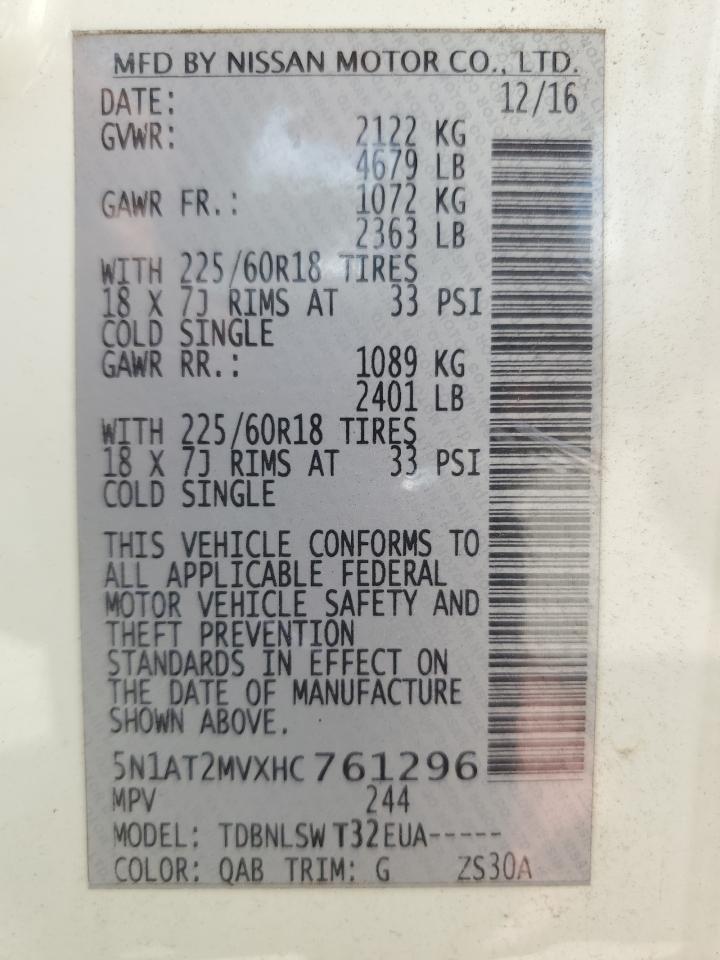 MFD BY NISSAN MOTOR CO., LTD.
DATE: 12/16
GVWR: 2122 KG
4679 LB
GAWR FR.: 1072 KG
2363 LB
WITH 225/60R18 TIRES
18 X 7J RIMS AT 33 PSI
COLD SINGLE
GAWR RR.: 1089 KG
2401 LB
WITH 225/60R18 TIRES
18 X 7J RIMS AT 33 PSI
COLD SINGLE
THIS VEHICLE CONFORMS TO
ALL APPLICABLE FEDERAL
MOTOR VEHICLE SAFETY AND
THEFT PREVENTION
STANDARDS IN EFFECT ON
THE DATE OF MANUFACTURE
SHOWN ABOVE.
5N1AT2MVXHC761296
MPV 244
MODEL: TDBNLSW T32EUA-----
COLOR: QAB TRIM: G ZS30A